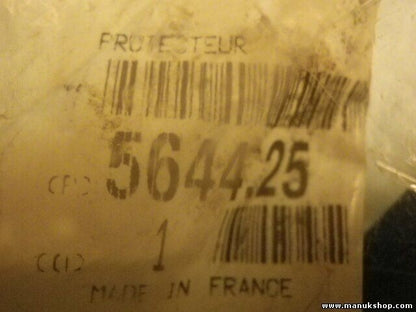 PROTECTEUR
(P) 5644.25
(Q) 1
MADE IN FRANCE
www.manukshop.com